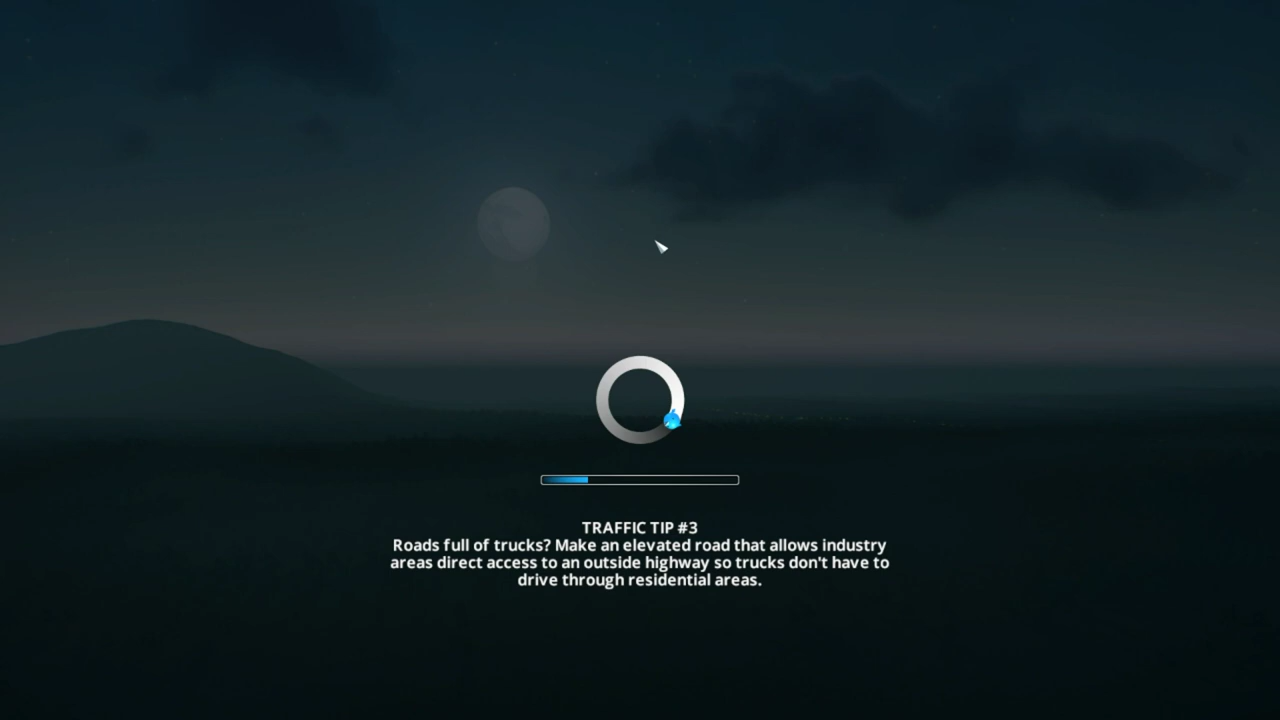 TRAFFIC TIP #3
Roads full of trucks? Make an elevated road that allows industry
areas direct access to an outside highway so trucks don't have to
drive through residential areas.